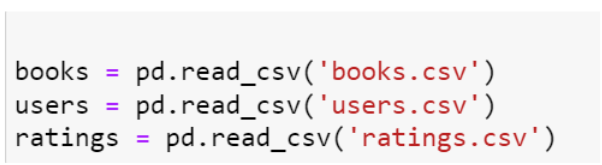 books = pd.read_csv('books.csv')
users = pd.read_csv('users.csv')
ratings = pd.read_csv('ratings.csv')